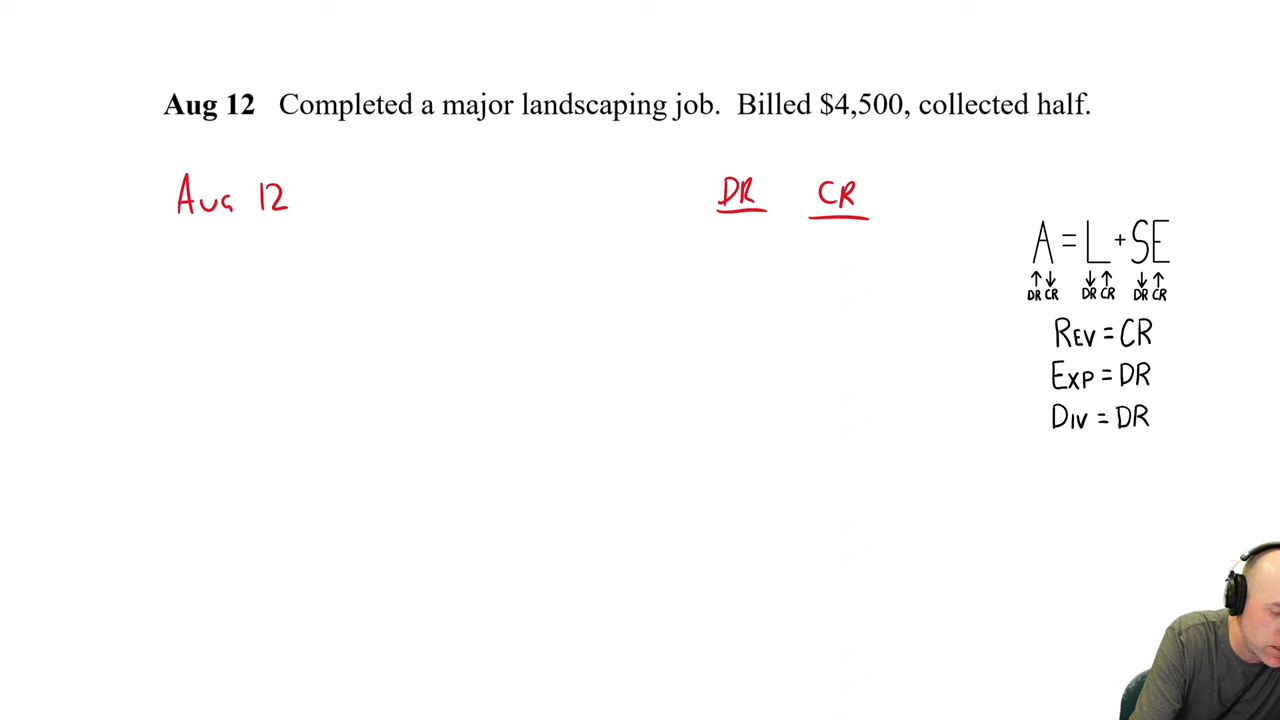 Aug 12 Completed a major landscaping job. Billed $4,500, collected half.
Aug 12 DR CR
A = L + SE
↑ ↓ ↓ ↑ ↓ ↑
DR CR DR CR DR CR
REV = CR
EXP = DR
DIV = DR